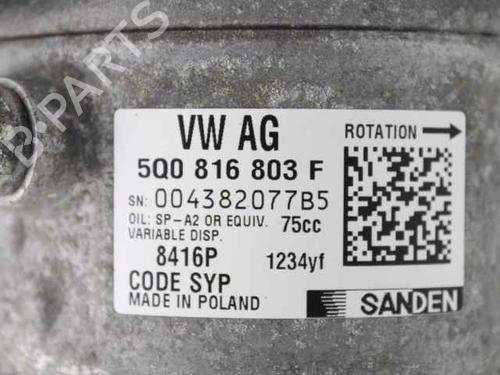 B-PARTS
VW AG
ROTATION
5Q0 816 803 F
SN: 004382077B5
OIL: SP-A2 OR EQUIV. 75cc
VARIABLE DISP.
8416P 1234yf
CODE SYP
MADE IN POLAND
SANDEN